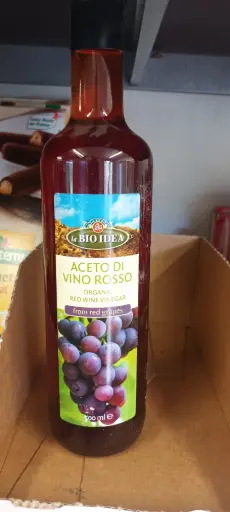 la BIO IDEA
ACETO DI
VINO ROSSO
ORGANIC
RED WINE VINEGAR
from red grapes
500 ml e